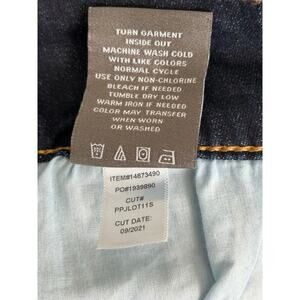 TURN GARMENT
INSIDE OUT
MACHINE WASH COLD
WITH LIKE COLORS
NORMAL CYCLE
USE ONLY NON-CHLORINE
BLEACH IF NEEDED
TUMBLE DRY LOW
WARM IRON IF NEEDED
COLOR MAY TRANSFER
WHEN WORN
OR WASHED
ITEM#14873490
PO#1939890
CUT#
PPJLOT11S
CUT DATE:
09/2021